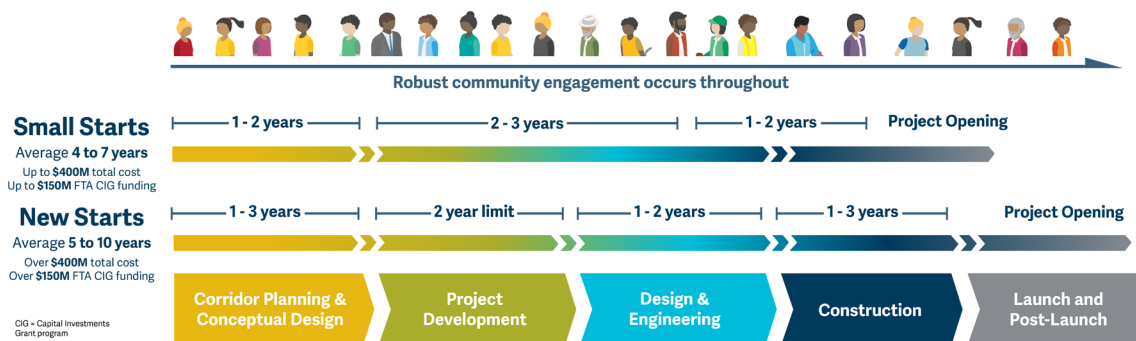 Robust community engagement occurs throughout
Small Starts
Average 4 to 7 years
Up to $400M total cost
Up to $150M FTA CIG funding
1 - 2 years
2 - 3 years
1 - 2 years
Project Opening
New Starts
Average 5 to 10 years
Over $400M total cost
Over $150M FTA CIG funding
1 - 3 years
2 year limit
1 - 2 years
1 - 3 years
Project Opening
CIG = Capital Investments
Grant program
Corridor Planning &
Conceptual Design
Project
Development
Design &
Engineering
Construction
Launch and
Post-Launch